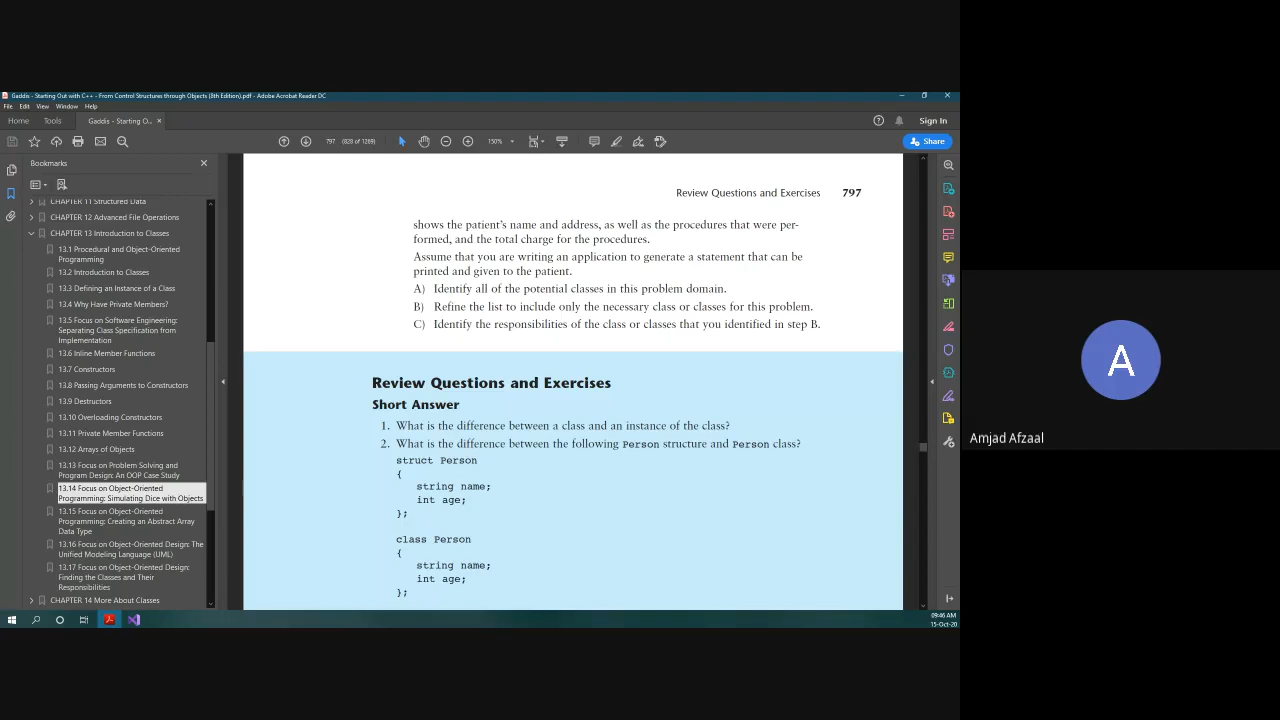 Gaddis - Starting Out with C++ - From Control Structures through Objects (8th Edition).pdf - Adobe Acrobat Reader DC
File Edit View Window Help
Home Tools Gaddis - Starting O... ×
Sign In
797 (828 of 1289) 150%
Share
Bookmarks
CHAPTER 11 Structured Data
CHAPTER 12 Advanced File Operations
CHAPTER 13 Introduction to Classes
13.1 Procedural and Object-Oriented
Programming
13.2 Introduction to Classes
13.3 Defining an Instance of a Class
13.4 Why Have Private Members?
13.5 Focus on Software Engineering:
Separating Class Specification from
Implementation
13.6 Inline Member Functions
13.7 Constructors
13.8 Passing Arguments to Constructors
13.9 Destructors
13.10 Overloading Constructors
13.11 Private Member Functions
13.12 Arrays of Objects
13.13 Focus on Problem Solving and
Program Design: An OOP Case Study
13.14 Focus on Object-Oriented
Programming: Simulating Dice with Objects
13.15 Focus on Object-Oriented
Programming: Creating an Abstract Array
Data Type
13.16 Focus on Object-Oriented Design: The
Unified Modeling Language (UML)
13.17 Focus on Object-Oriented Design:
Finding the Classes and Their
Responsibilities
CHAPTER 14 More About Classes
Review Questions and Exercises 797
shows the patient's name and address, as well as the procedures that were per-
formed, and the total charge for the procedures.
Assume that you are writing an application to generate a statement that can be
printed and given to the patient.
A) Identify all of the potential classes in this problem domain.
B) Refine the list to include only the necessary class or classes for this problem.
C) Identify the responsibilities of the class or classes that you identified in step B.
Review Questions and Exercises
Short Answer
1. What is the difference between a class and an instance of the class?
2. What is the difference between the following Person structure and Person class?
struct Person
{
string name;
int age;
};
class Person
{
string name;
int age;
};
09:46 AM
15-Oct-20
A
Amjad Afzaal